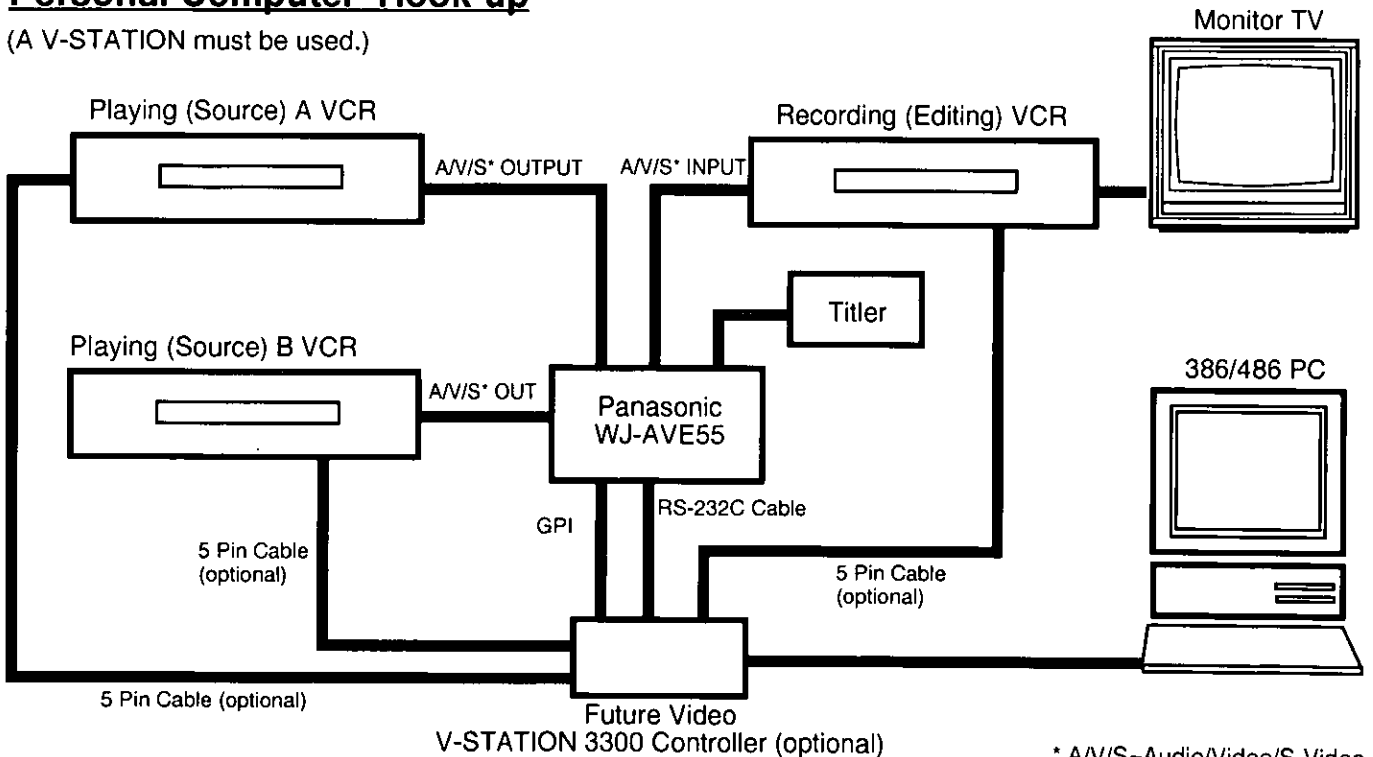 Personal Computer Hook-up
(A V-STATION must be used.)
Monitor TV
Playing (Source) A VCR
Recording (Editing) VCR
A/V/S* OUTPUT
A/V/S* INPUT
Titler
Playing (Source) B VCR
386/486 PC
A/V/S* OUT
Panasonic
WJ-AVE55
RS-232C Cable
GPI
5 Pin Cable
(optional)
5 Pin Cable
(optional)
5 Pin Cable (optional)
Future Video
V-STATION 3300 Controller (optional)
* A/V/S=Audio/Video/S-Video